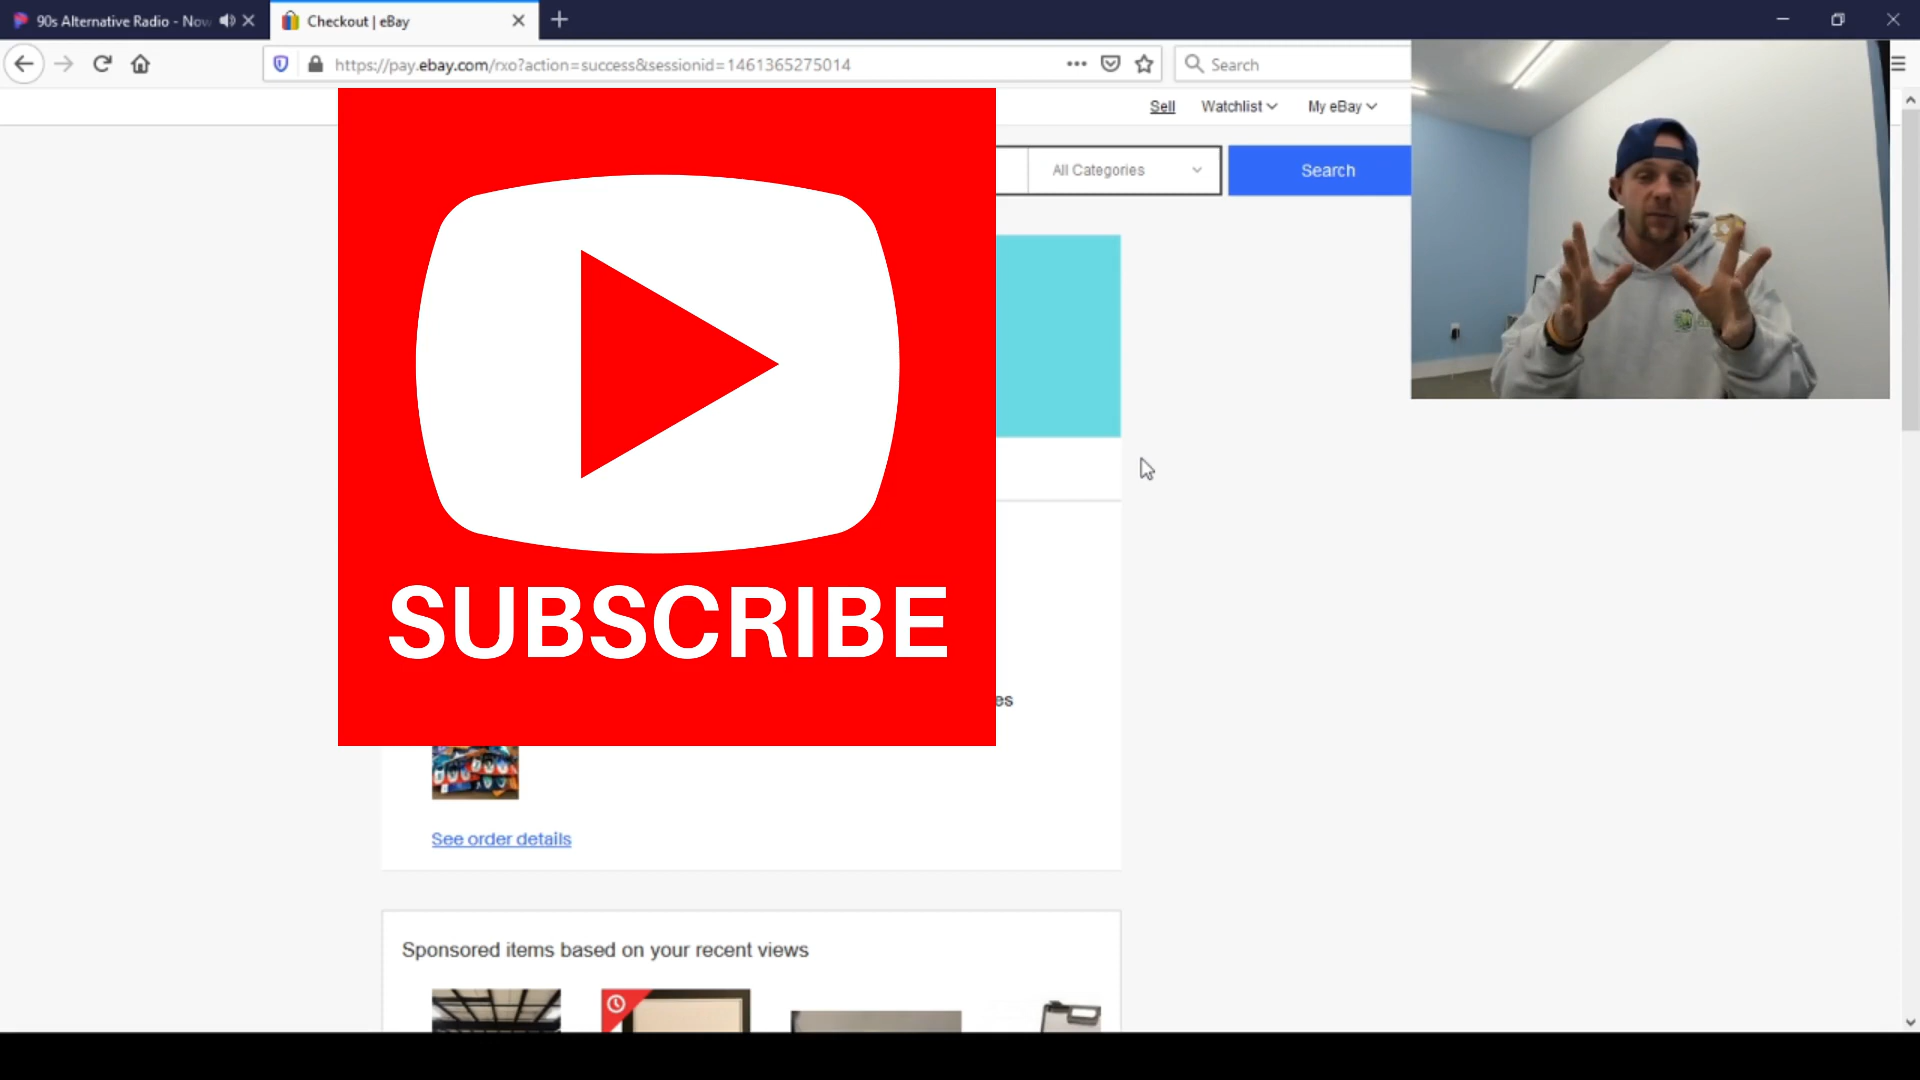 90s Alternative Radio - Now
Checkout | eBay
https://pay.ebay.com/rxo?action=success&sessionid=1461365275014
Search
Sell
Watchlist
My eBay
All Categories
Search
SUBSCRIBE
es
See order details
Sponsored items based on your recent views